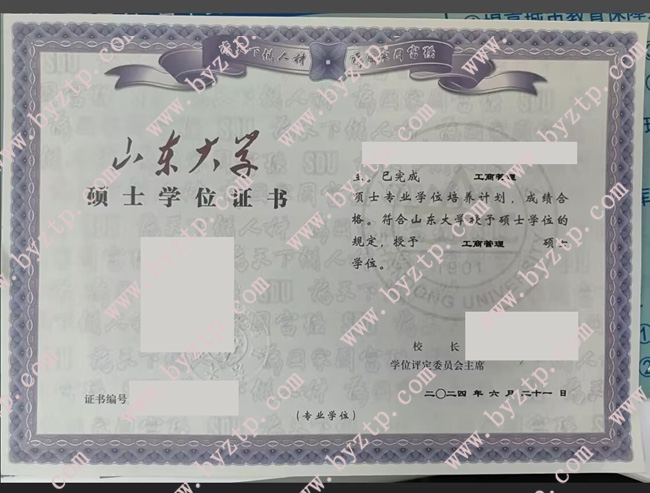 为天下储人才 为国家图富强
山东大学
硕士学位证书
生，已完成 工商管理
硕士专业学位培养计划，成绩合
格。符合山东大学授予硕士学位的
规定，授予 工商管理 硕士
学位。
1901
校 长
学位评定委员会主席
证书编号
二〇二四 年 六 月 二十一 日
(专业学位)
www.byztp.com